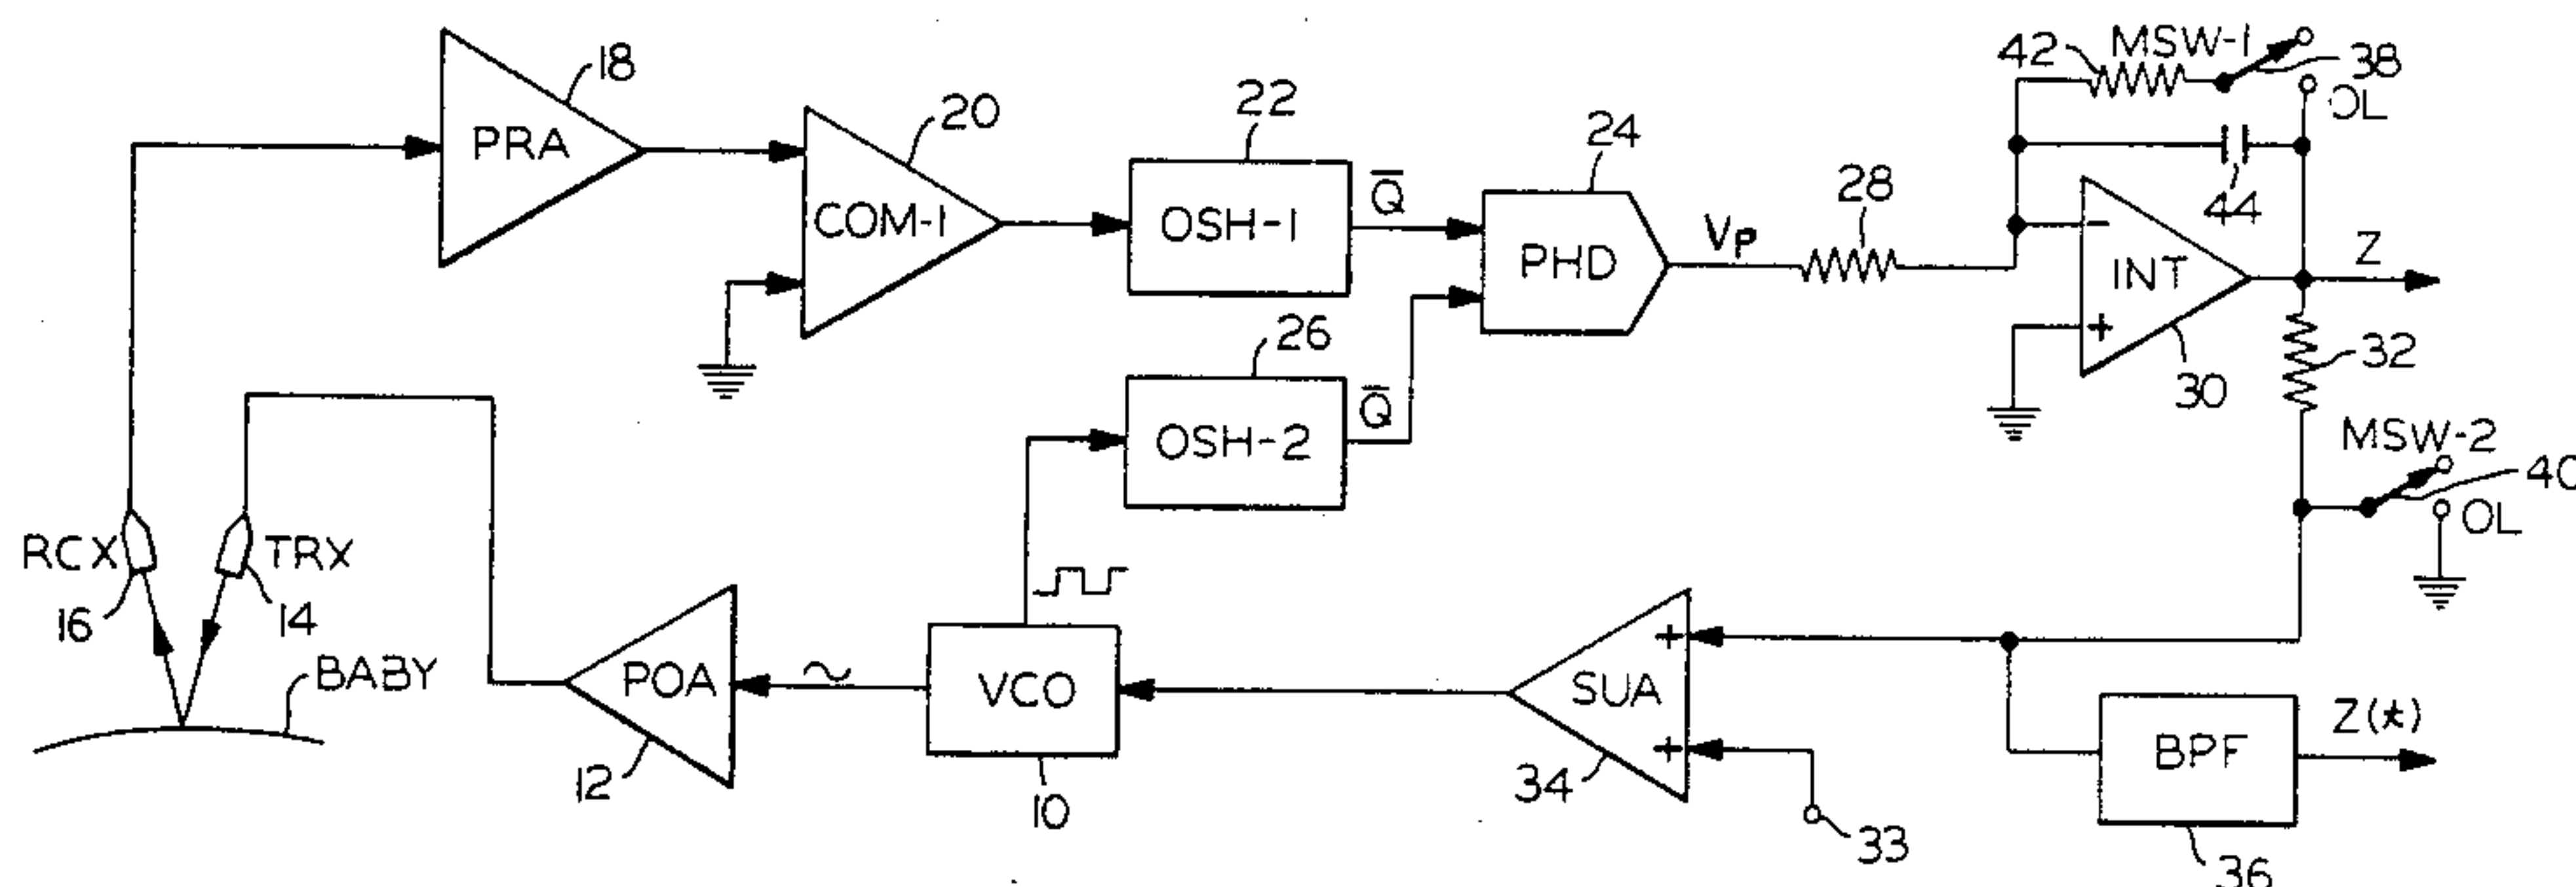 MSW-1
42
38
18
OL
PRA
20
22
24
Q̅
28
44
COM-1
OSH-1
PHD
Vp
INT
-
+
Z
26
30
32
OSH-2
Q̅
MSW-2
40
OL
RCX
TRX
16
14
BABY
POA
~
VCO
SUA
+
+
12
10
34
33
BPF
Z(*)
36